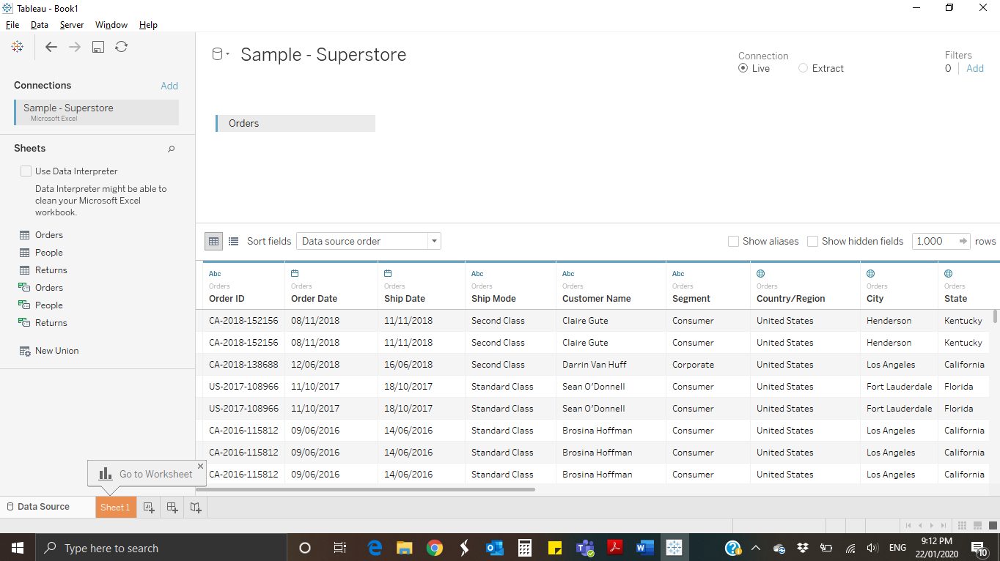 Tableau - Book1
File Data Server Window Help
Connections Add
Sample - Superstore
Microsoft Excel
Sheets
Use Data Interpreter
Data Interpreter might be able to
clean your Microsoft Excel
workbook.
Orders
People
Returns
Orders
People
Returns
New Union
Sample - Superstore
Connection
Live Extract
Filters
0 Add
Orders
Sort fields Data source order Show aliases Show hidden fields 1,000 rows
Abc Abc Abc Abc
Orders Orders Orders Orders Orders Orders Orders Orders Orders
Order ID Order Date Ship Date Ship Mode Customer Name Segment Country/Region City State
CA-2018-152156 08/11/2018 11/11/2018 Second Class Claire Gute Consumer United States Henderson Kentucky
CA-2018-152156 08/11/2018 11/11/2018 Second Class Claire Gute Consumer United States Henderson Kentucky
CA-2018-138688 12/06/2018 16/06/2018 Second Class Darrin Van Huff Corporate United States Los Angeles California
US-2017-108966 11/10/2017 18/10/2017 Standard Class Sean O'Donnell Consumer United States Fort Lauderdale Florida
US-2017-108966 11/10/2017 18/10/2017 Standard Class Sean O'Donnell Consumer United States Fort Lauderdale Florida
CA-2016-115812 09/06/2016 14/06/2016 Standard Class Brosina Hoffman Consumer United States Los Angeles California
CA-2016-115812 09/06/2016 14/06/2016 Standard Class Brosina Hoffman Consumer United States Los Angeles California
CA-2016-115812 09/06/2016 14/06/2016 Standard Class Brosina Hoffman Consumer United States Los Angeles California
Go to Worksheet
Data Source Sheet 1
Type here to search
ENG
9:12 PM
22/01/2020
10